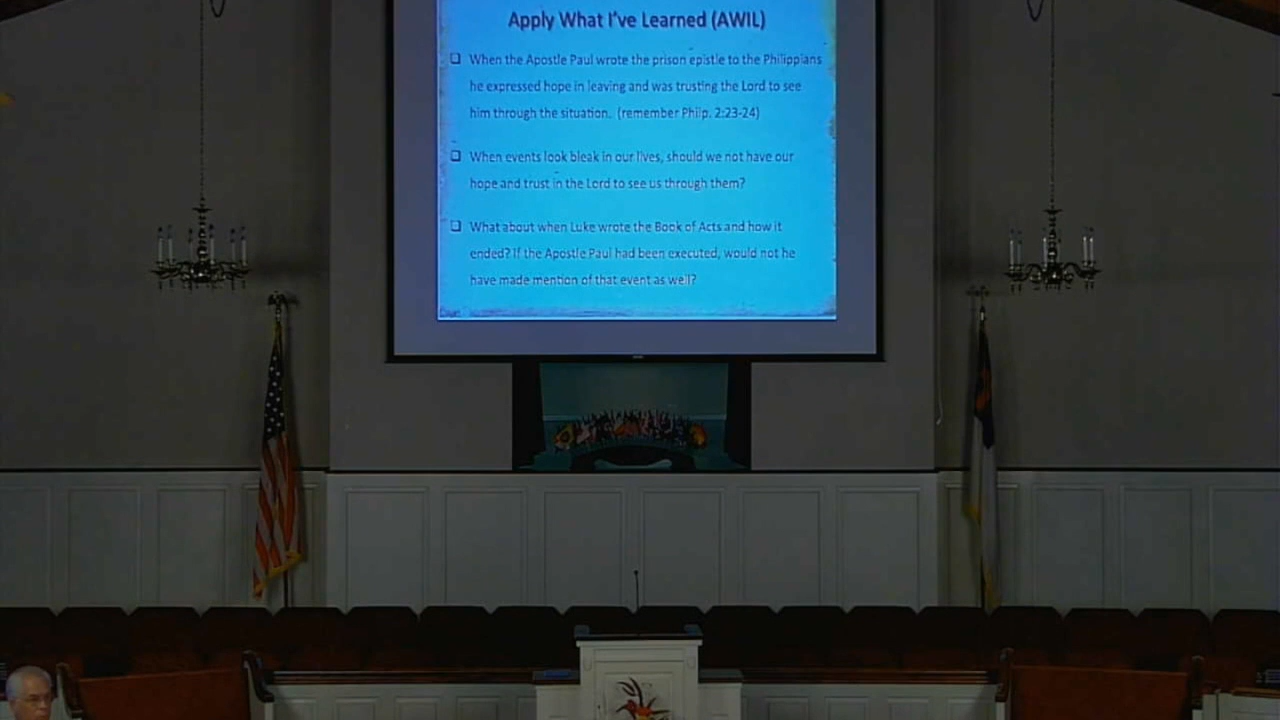 Apply What I've Learned (AWIL)
❑ When the Apostle Paul wrote the prison epistle to the Philippians
he expressed hope in leaving and was trusting the Lord to see
him through the situation. (remember Philp. 2:23-24)
❑ When events look bleak in our lives, should we not have our
hope and trust in the Lord to see us through them?
❑ What about when Luke wrote the Book of Acts and how it
ended? If the Apostle Paul had been executed, would not he
have made mention of that event as well?